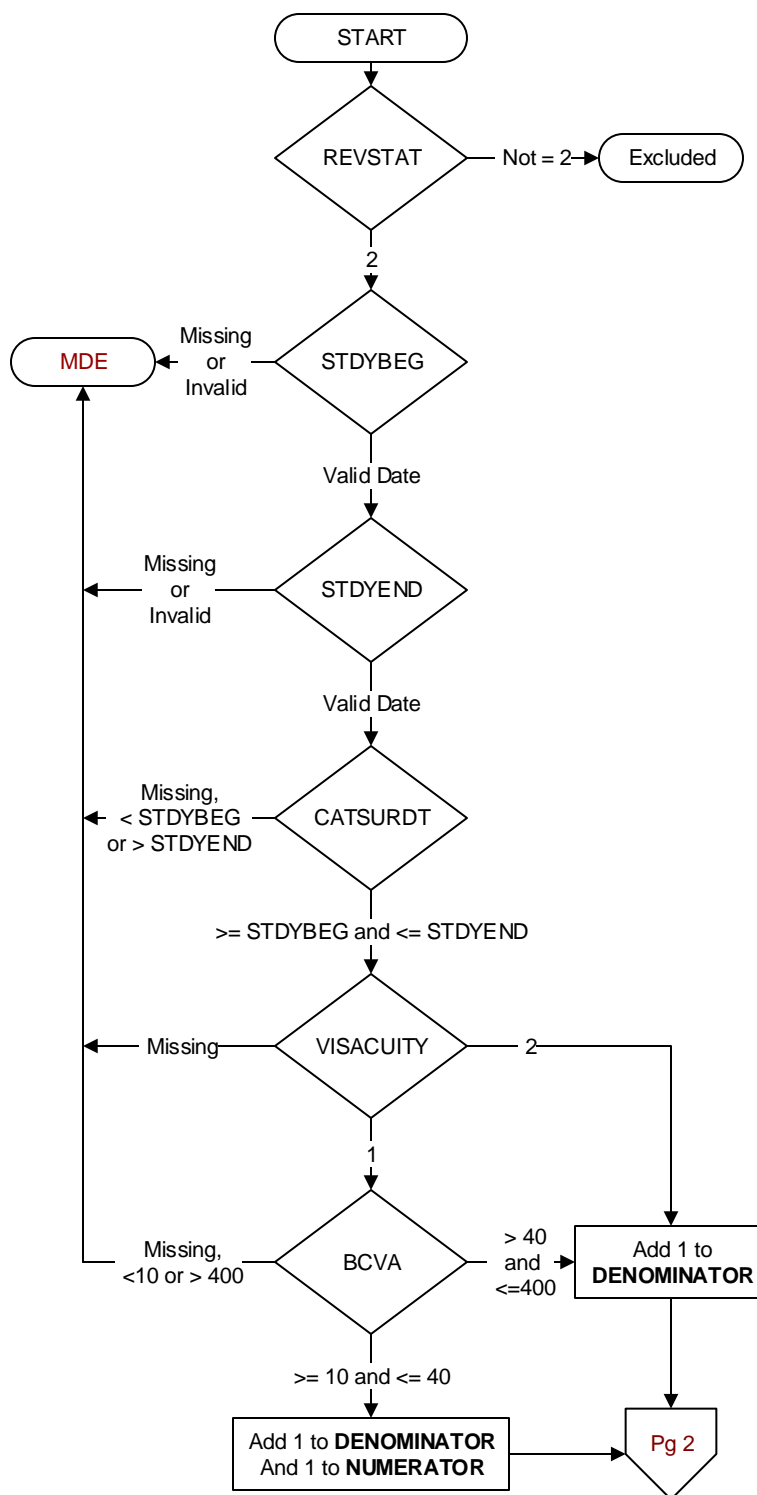 START
REVSTAT
Not = 2
Excluded
2
MDE
Missing
or
Invalid
STDYBEG
Valid Date
Missing
or
Invalid
STDYEND
Valid Date
Missing,
< STDYBEG
or > STDYEND
CATSURDT
>= STDYBEG and <= STDYEND
Missing
VISACUITY
2
1
Missing,
<10 or > 400
BCVA
> 40
and
<=400
Add 1 to
DENOMINATOR
>= 10 and <= 40
Add 1 to DENOMINATOR
And 1 to NUMERATOR
Pg 2